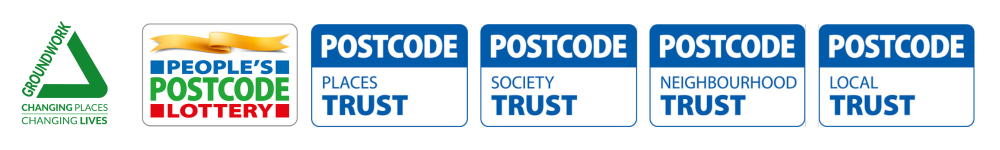 GROUNDWORK
CHANGING PLACES
CHANGING LIVES
PEOPLE'S
POSTCODE
LOTTERY
POSTCODE
PLACES
TRUST
POSTCODE
SOCIETY
TRUST
POSTCODE
NEIGHBOURHOOD
TRUST
POSTCODE
LOCAL
TRUST